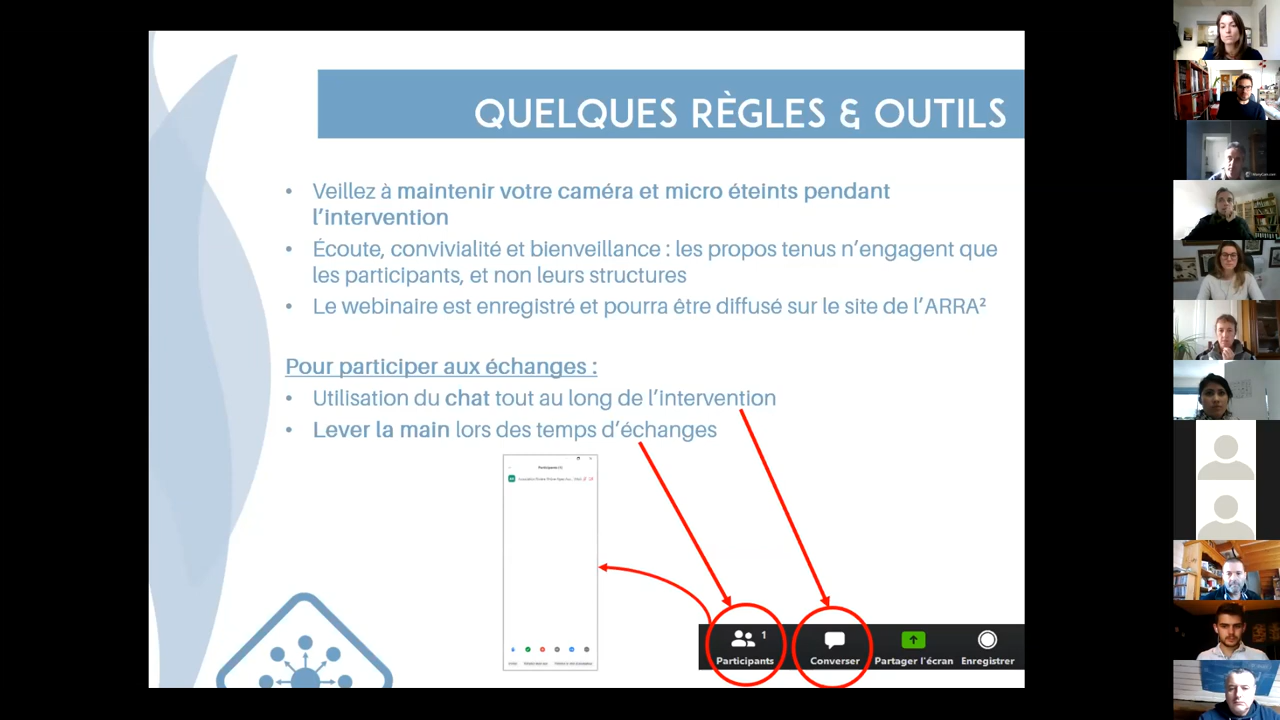 QUELQUES RÈGLES & OUTILS
• Veillez à maintenir votre caméra et micro éteints pendant
l'intervention
• Écoute, convivialité et bienveillance : les propos tenus n'engagent que
les participants, et non leurs structures
• Le webinaire est enregistré et pourra être diffusé sur le site de l'ARRA²
Pour participer aux échanges :
• Utilisation du chat tout au long de l'intervention
• Lever la main lors des temps d'échanges
Participants (1)
1
Participants
Converser
Partager l'écran
Enregistrer